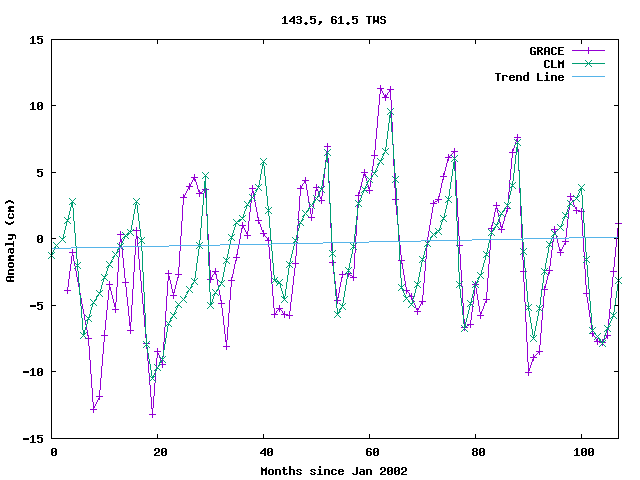 143.5, 61.5 TWS
GRACE
CLM
Trend Line
15
10
5
0
-5
-10
-15
Anomaly (cm)
0 20 40 60 80 100
Months since Jan 2002